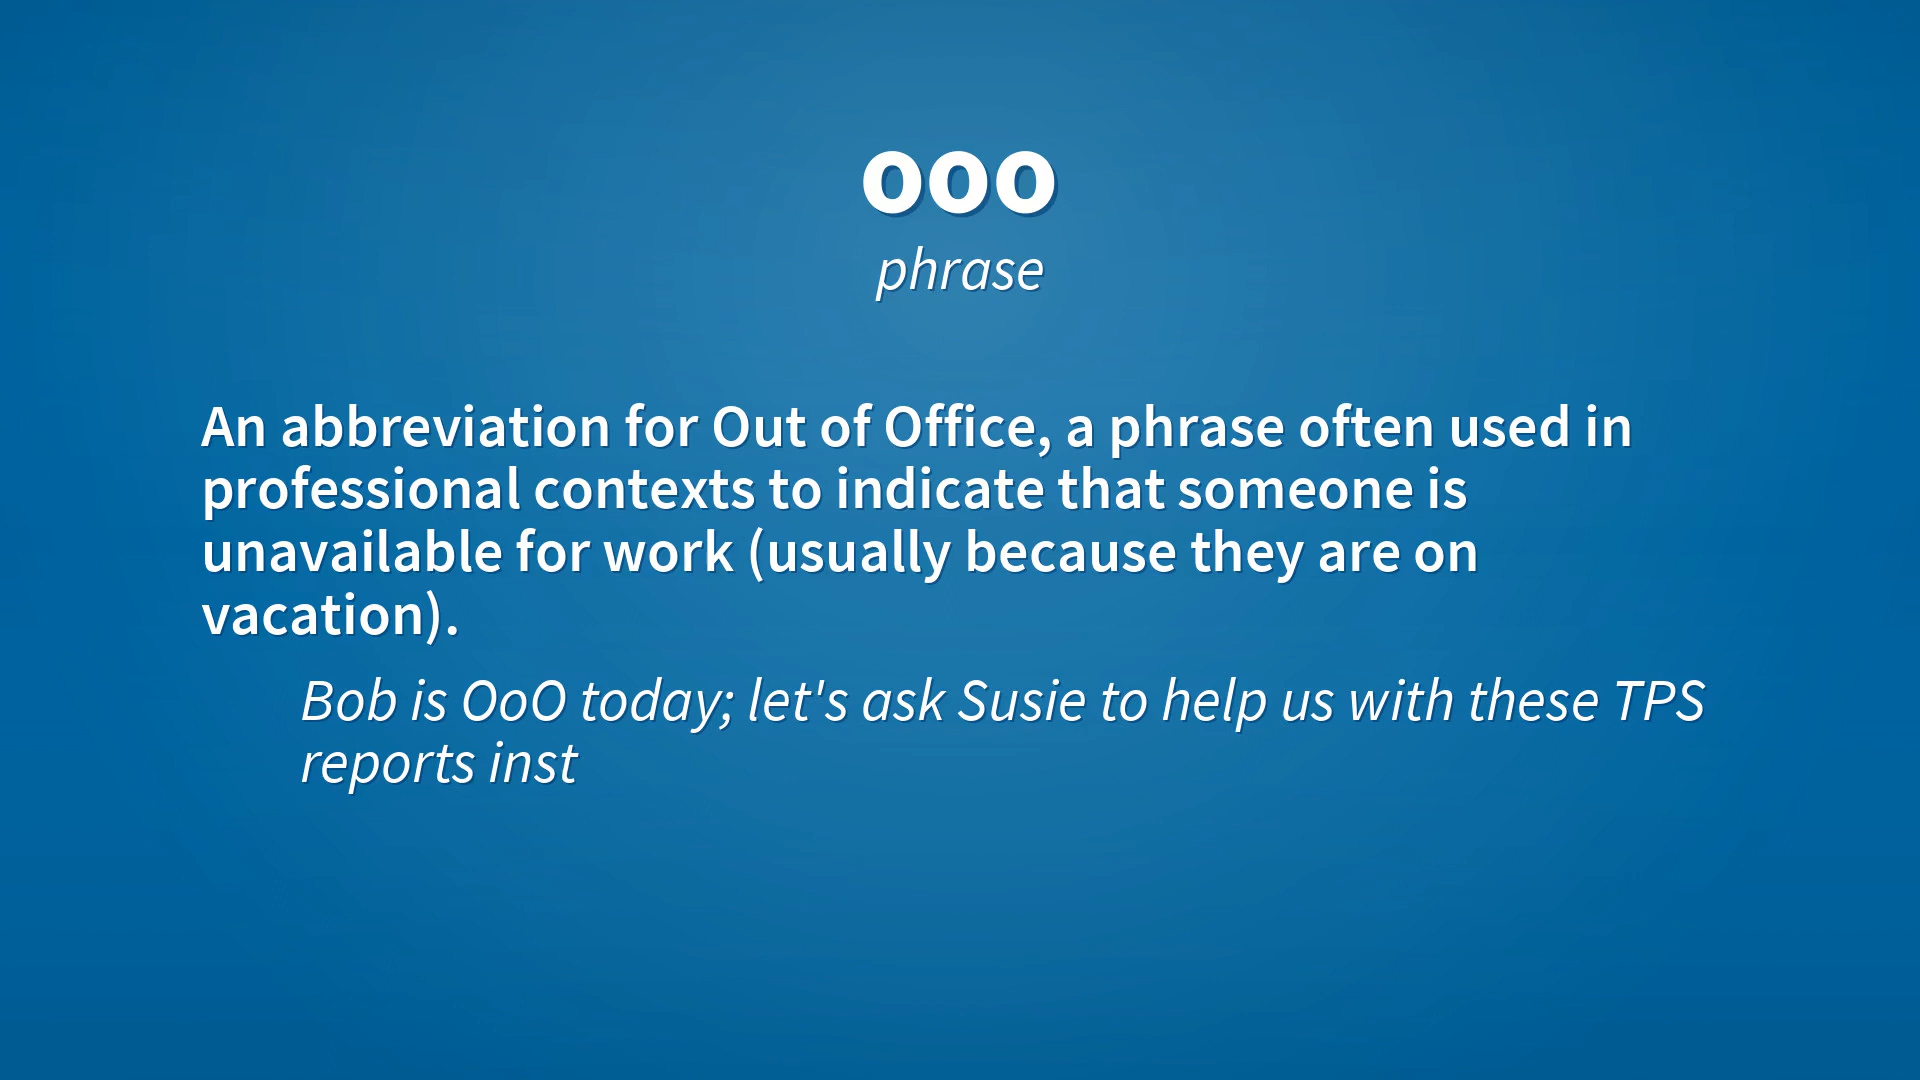 ooo
phrase
An abbreviation for Out of Office, a phrase often used in
professional contexts to indicate that someone is
unavailable for work (usually because they are on
vacation).
Bob is OoO today; let's ask Susie to help us with these TPS
reports inst